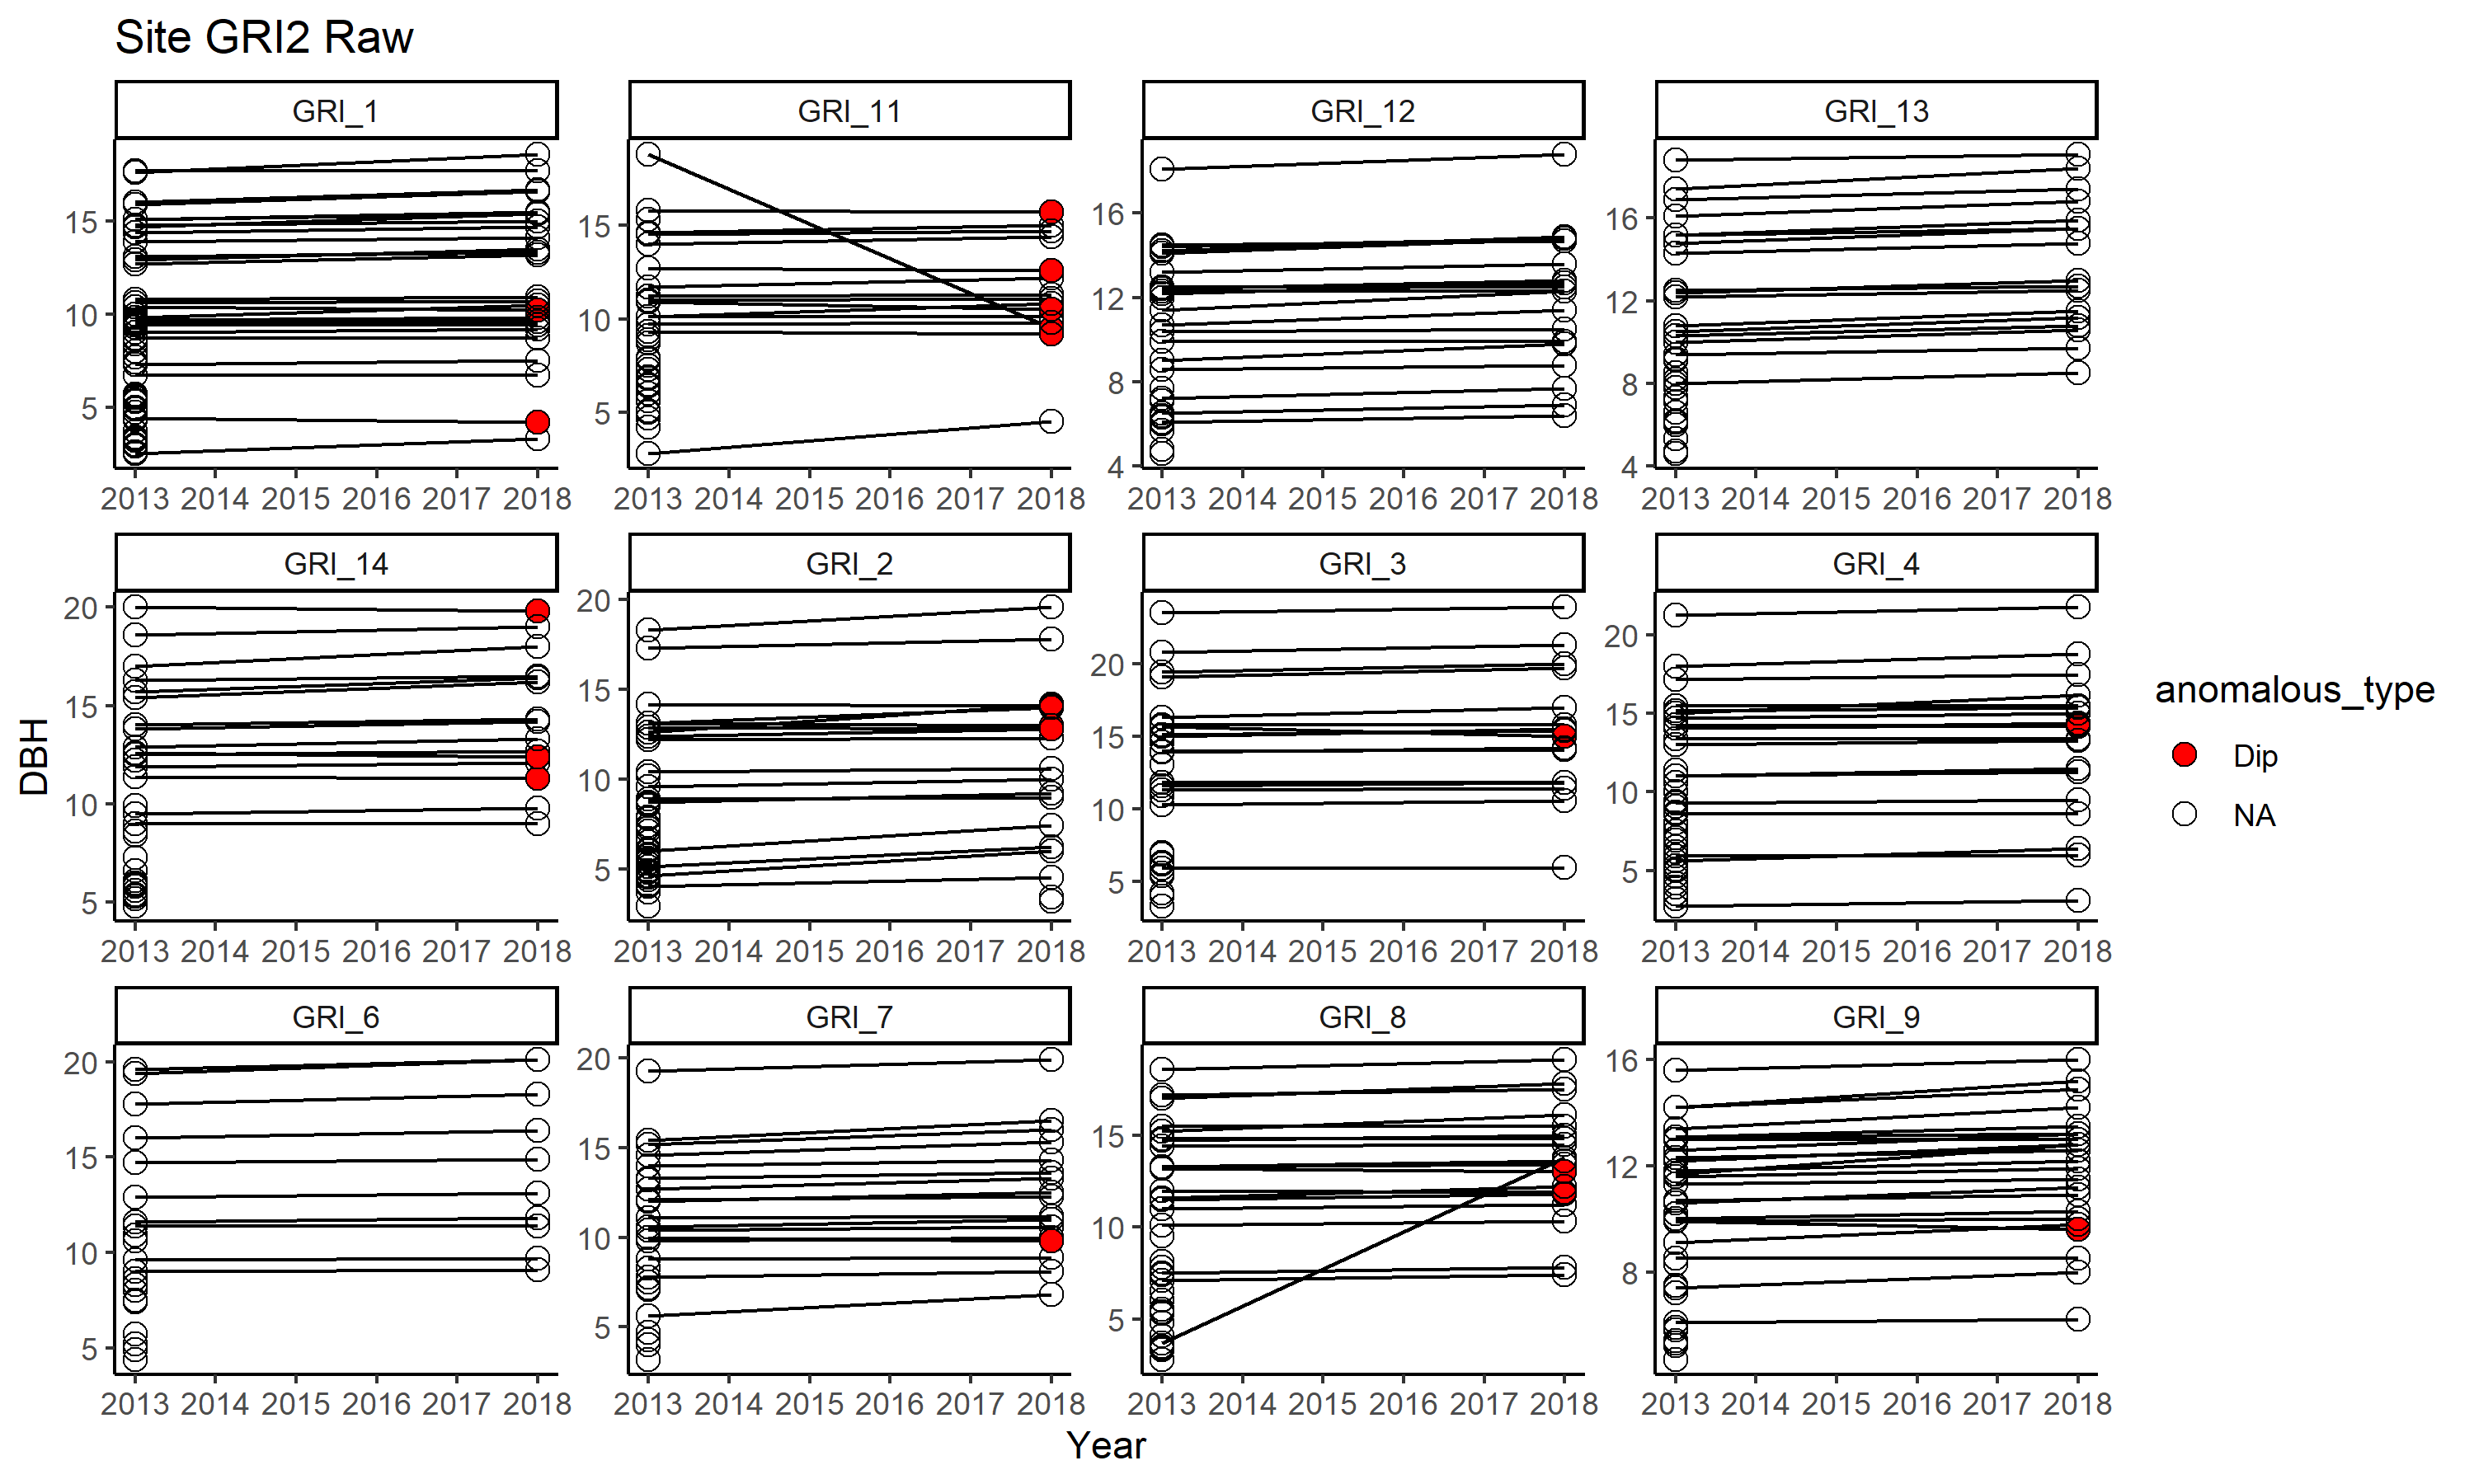 Site GRI2 Raw
GRI_1 GRI_11 GRI_12 GRI_13
15 10 5
15 10 5
16 12 8 4
16 12 8 4
2013 2014 2015 2016 2017 2018 2013 2014 2015 2016 2017 2018 2013 2014 2015 2016 2017 2018 2013 2014 2015 2016 2017 2018
GRI_14 GRI_2 GRI_3 GRI_4
20 15 10 5
20 15 10 5
20 15 10 5
20 15 10 5
2013 2014 2015 2016 2017 2018 2013 2014 2015 2016 2017 2018 2013 2014 2015 2016 2017 2018 2013 2014 2015 2016 2017 2018
GRI_6 GRI_7 GRI_8 GRI_9
20 15 10 5
20 15 10 5
15 10 5
16 12 8
2013 2014 2015 2016 2017 2018 2013 2014 2015 2016 2017 2018 2013 2014 2015 2016 2017 2018 2013 2014 2015 2016 2017 2018
DBH
Year
anomalous_type
Dip
NA